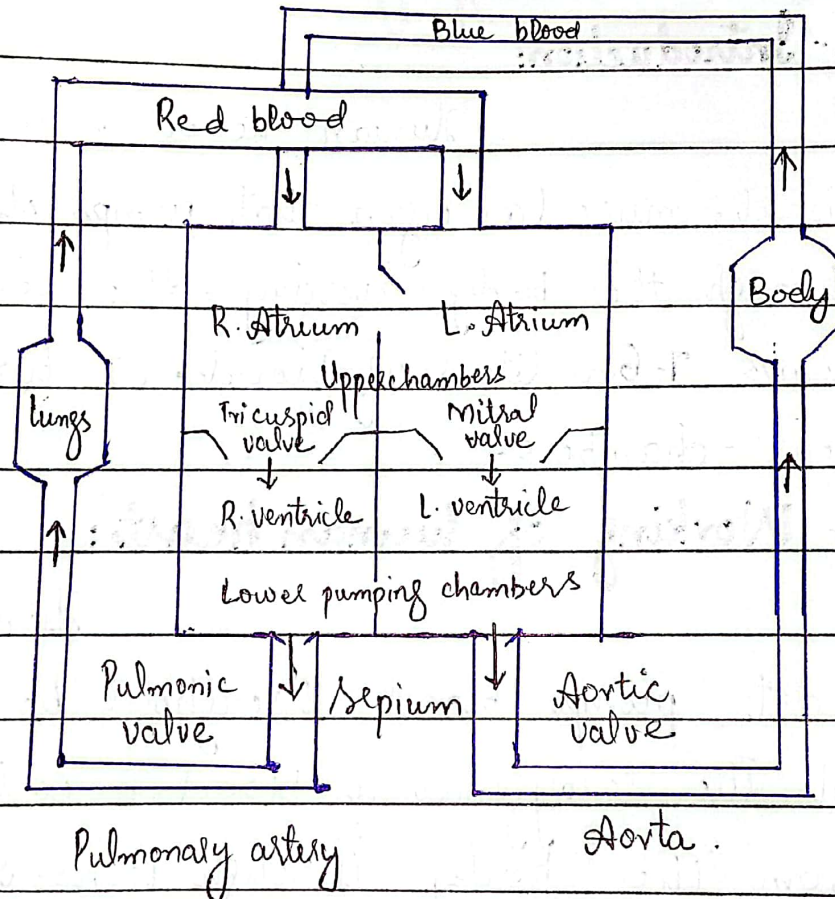 Blue blood
Red blood
Body
R. Atrium L. Atrium
Upperchambers
Lungs
Tricuspid valve
Mitral valve
R. ventricle L. ventricle
Lower pumping chambers
Pulmonic valve
Sepium
Aortic valve
Pulmonary artery
Aorta.